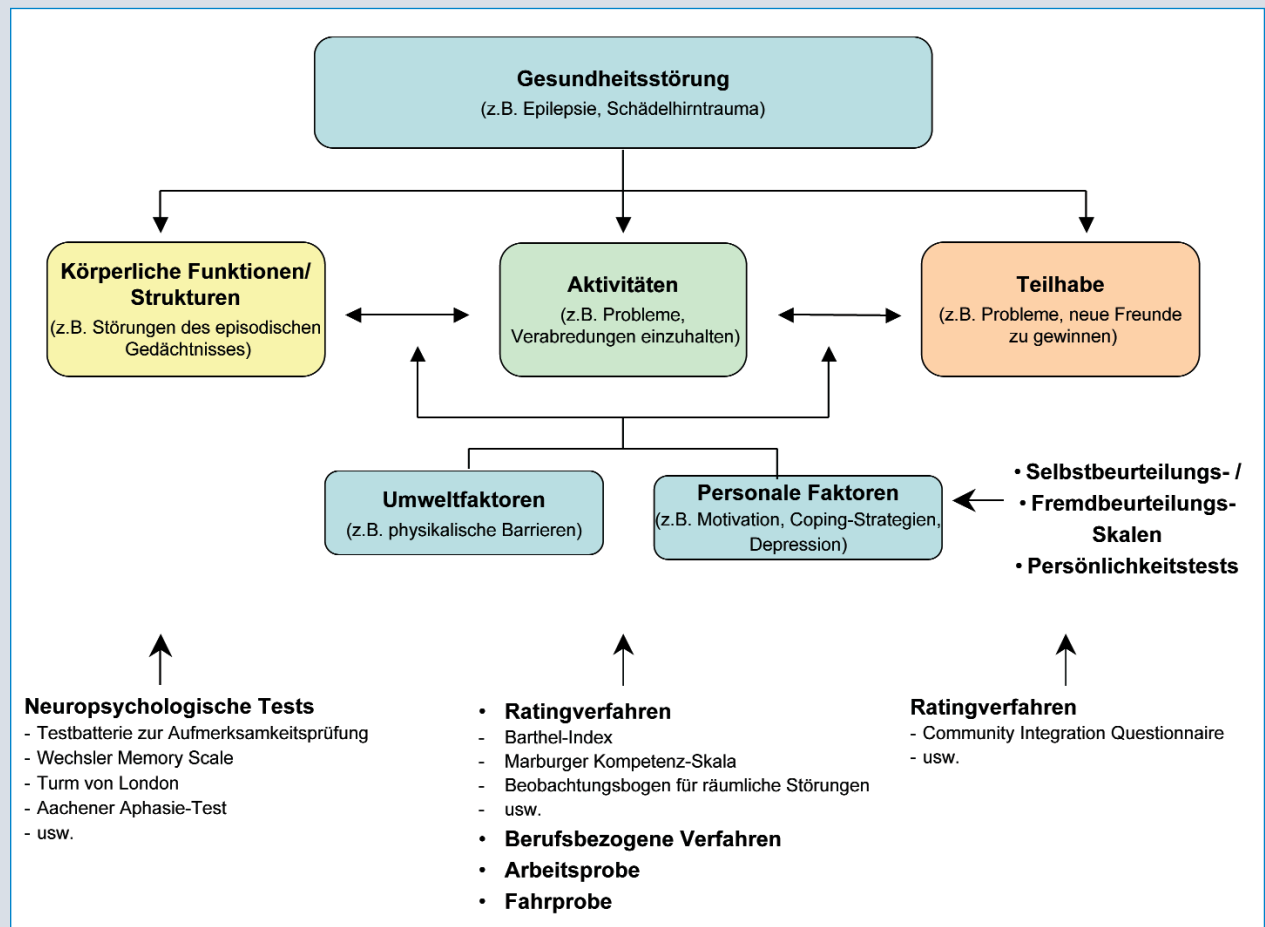 Gesundheitsstörung
(z.B. Epilepsie, Schädelhirntrauma)
Körperliche Funktionen/
Strukturen
(z.B. Störungen des episodischen
Gedächtnisses)
Aktivitäten
(z.B. Probleme,
Verabredungen einzuhalten)
Teilhabe
(z.B. Probleme, neue Freunde
zu gewinnen)
Umweltfaktoren
(z.B. physikalische Barrieren)
Personale Faktoren
(z.B. Motivation, Coping-Strategien,
Depression)
• Selbstbeurteilungs- /
• Fremdbeurteilungs-
Skalen
• Persönlichkeitstests
Neuropsychologische Tests
- Testbatterie zur Aufmerksamkeitsprüfung
- Wechsler Memory Scale
- Turm von London
- Aachener Aphasie-Test
- usw.
• Ratingverfahren
- Barthel-Index
- Marburger Kompetenz-Skala
- Beobachtungsbogen für räumliche Störungen
- usw.
• Berufsbezogene Verfahren
• Arbeitsprobe
• Fahrprobe
Ratingverfahren
- Community Integration Questionnaire
- usw.